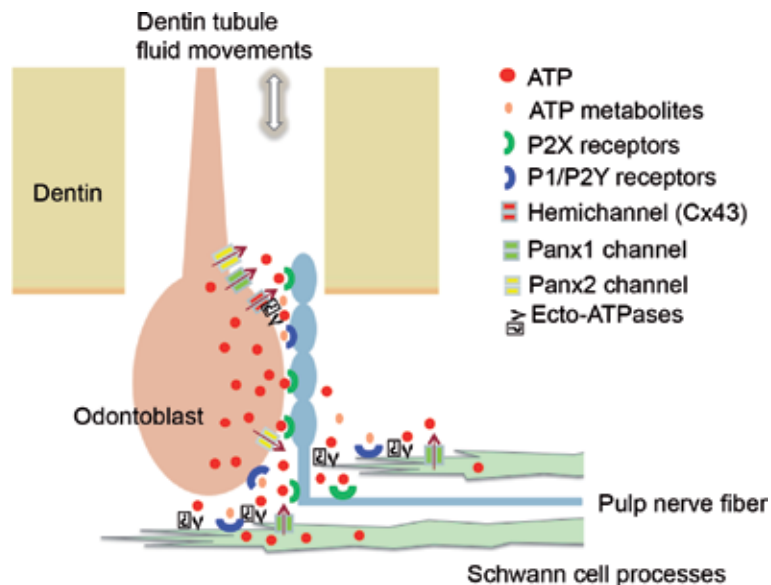 Dentin tubule
fluid movements
ATP
ATP metabolites
P2X receptors
P1/P2Y receptors
Hemichannel (Cx43)
Panx1 channel
Panx2 channel
Ecto-ATPases
Dentin
Odontoblast
Pulp nerve fiber
Schwann cell processes